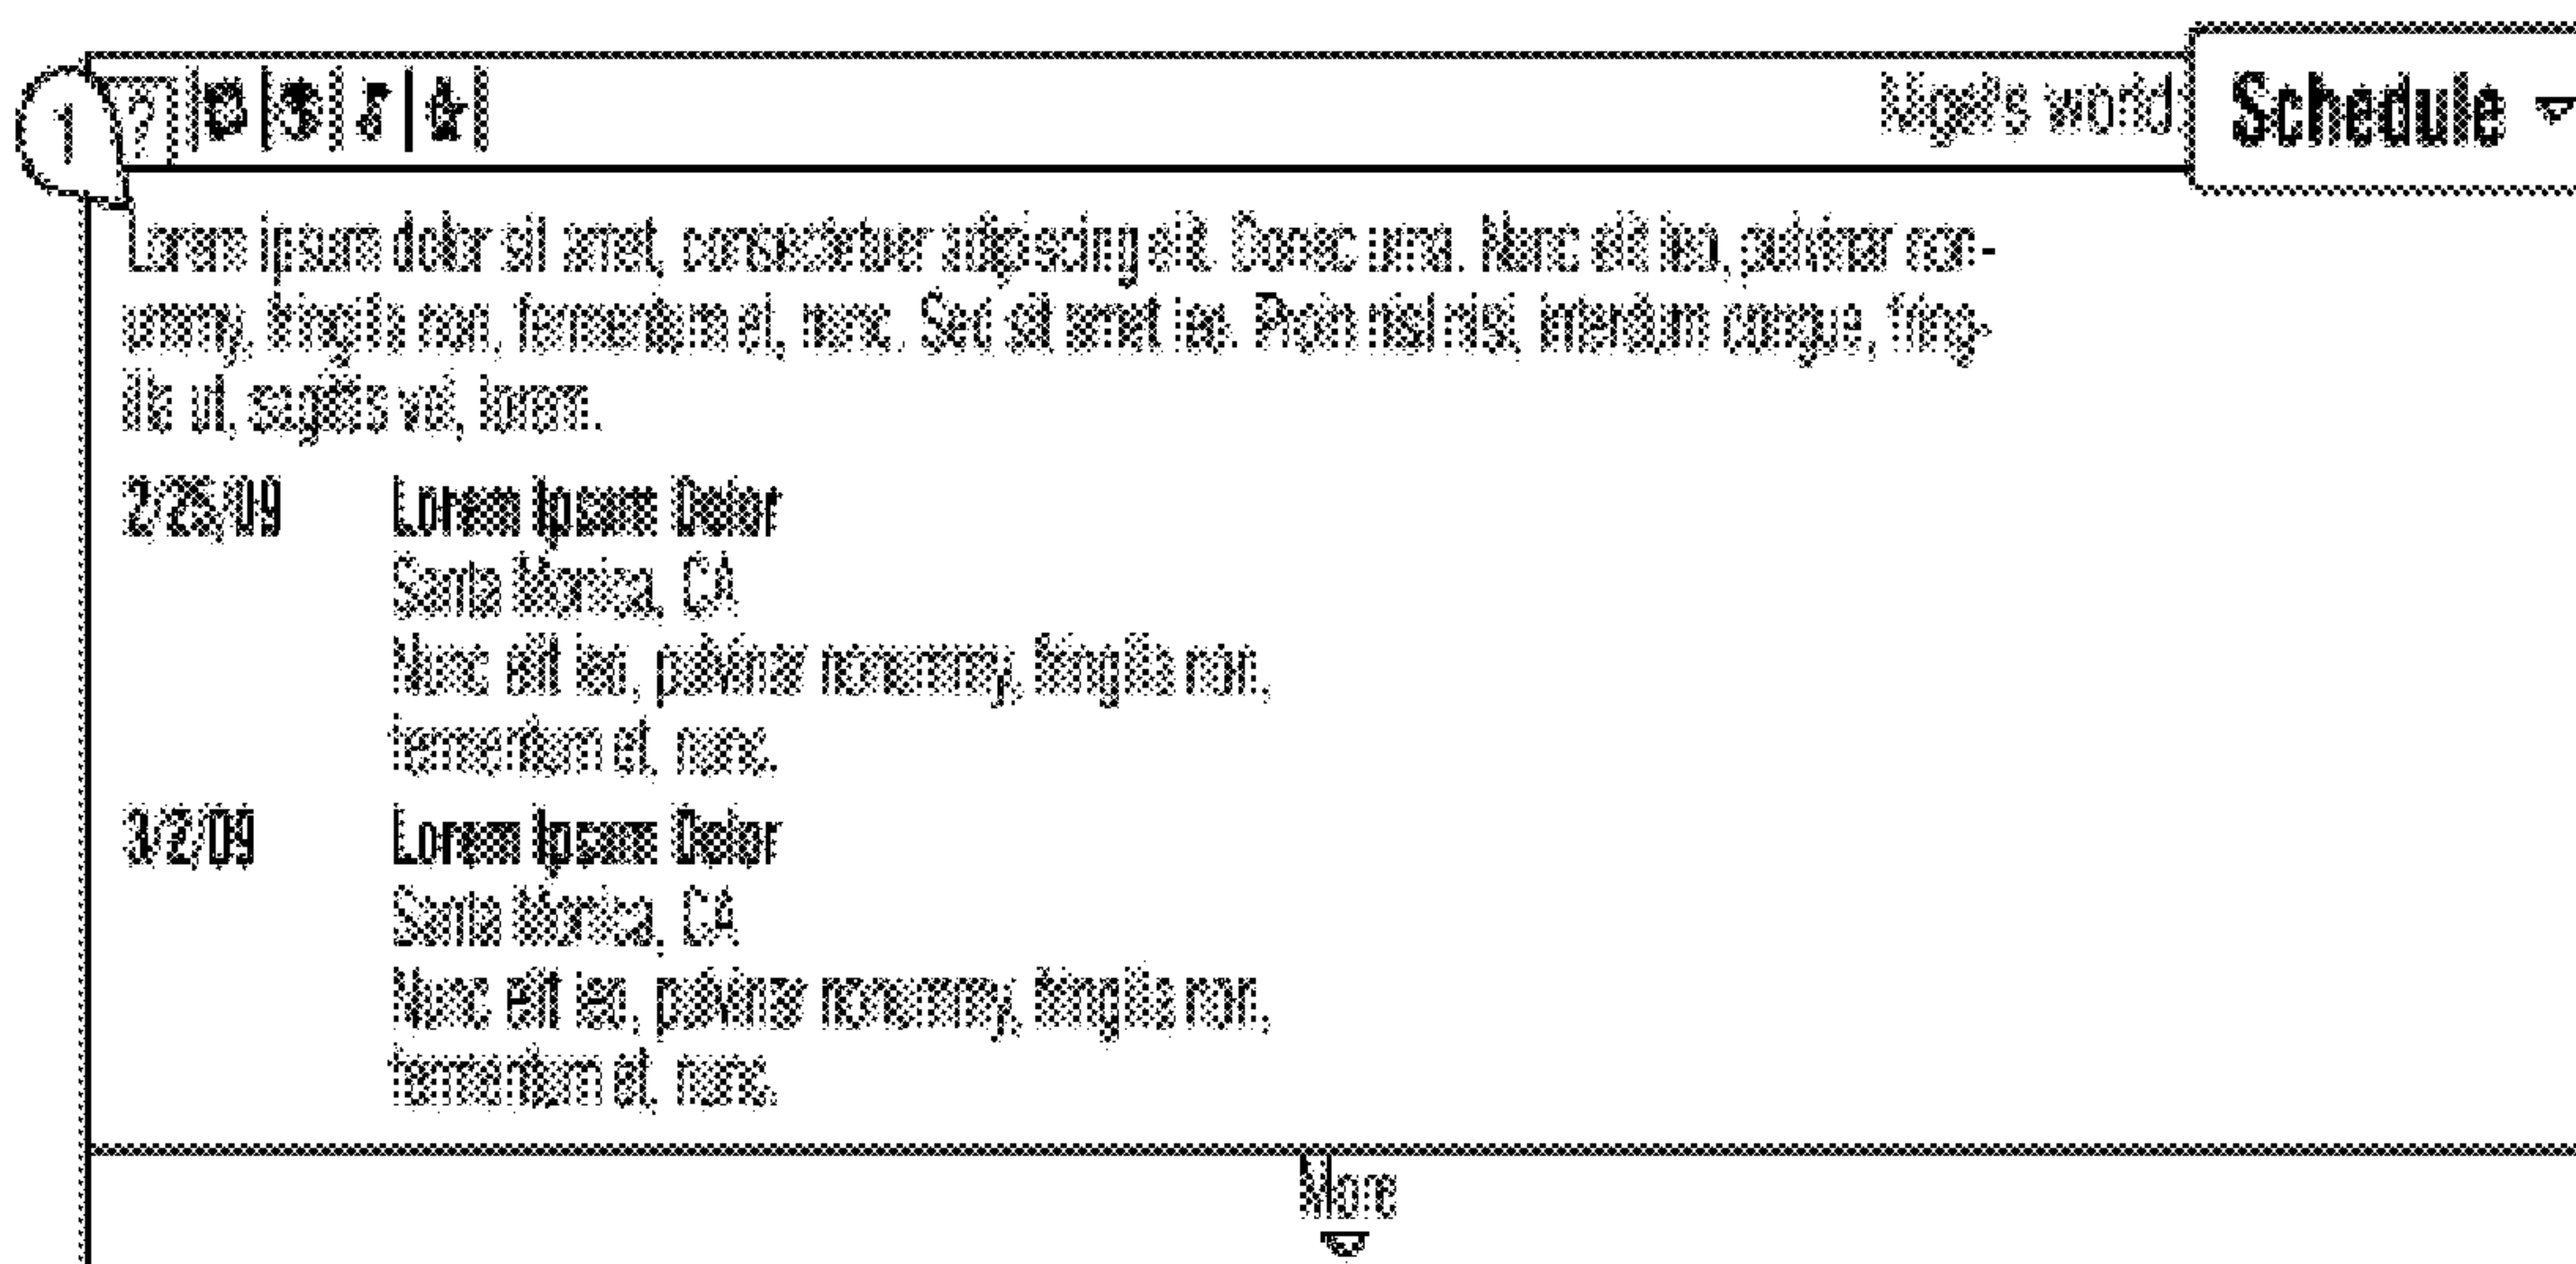 1
?
Nigel's world:
Schedule
Lorem ipsum dolor sit amet, consectetuer adipiscing elit. Donec urna. Nunc elit leo, pulvinar non-
ummy, fringilla non, fermentum et, nunc. Sed sit amet leo. Proin nisl nisi, interdum congue, fring-
illa ut, sagittis vel, lorem.
2/25/09
Lorem Ipsum Dolor
Santa Monica, CA
Nunc elit leo, pulvinar nonummy, fringilla non,
fermentum et, nunc.
3/2/09
Lorem Ipsum Dolor
Santa Monica, CA
Nunc elit leo, pulvinar nonummy, fringilla non,
fermentum et, nunc.
More